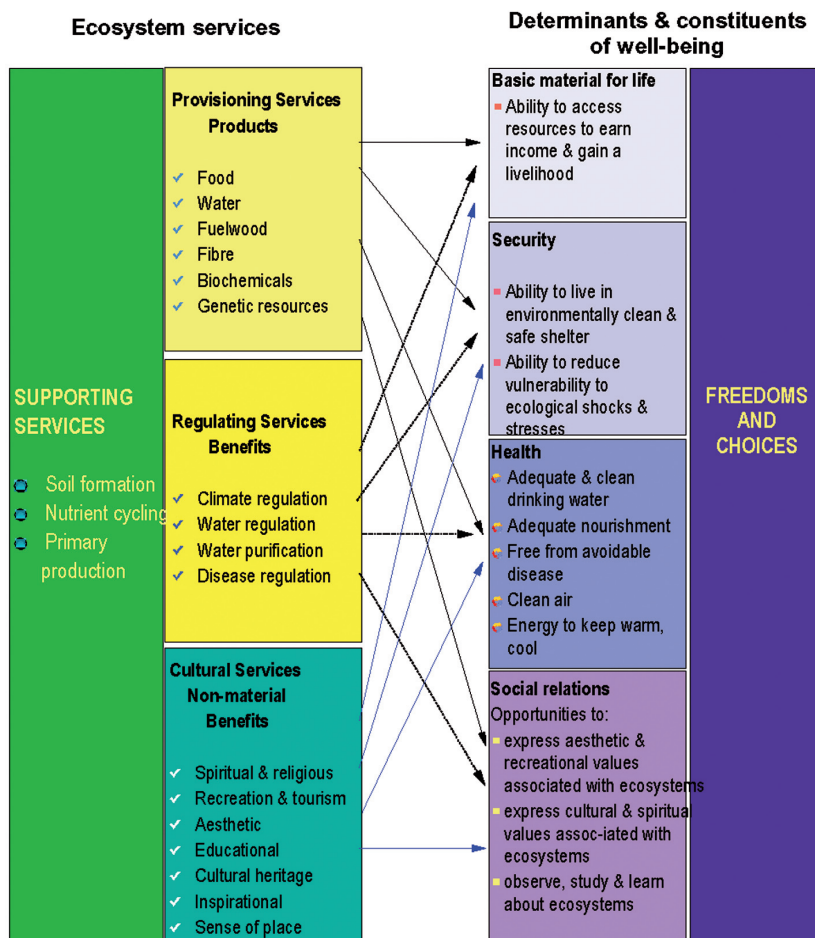 Ecosystem services
Determinants & constituents
of well-being
SUPPORTING
SERVICES
Soil formation
Nutrient cycling
Primary
production
Provisioning Services
Products
Food
Water
Fuelwood
Fibre
Biochemicals
Genetic resources
Regulating Services
Benefits
Climate regulation
Water regulation
Water purification
Disease regulation
Cultural Services
Non-material
Benefits
Spiritual & religious
Recreation & tourism
Aesthetic
Educational
Cultural heritage
Inspirational
Sense of place
Basic material for life
Ability to access
resources to earn
income & gain a
livelihood
Security
Ability to live in
environmentally clean &
safe shelter
Ability to reduce
vulnerability to
ecological shocks &
stresses
Health
Adequate & clean
drinking water
Adequate nourishment
Free from avoidable
disease
Clean air
Energy to keep warm,
cool
Social relations
Opportunities to:
express aesthetic &
recreational values
associated with ecosystems
express cultural & spiritual
values assoc-iated with
ecosystems
observe, study & learn
about ecosystems
FREEDOMS
AND
CHOICES